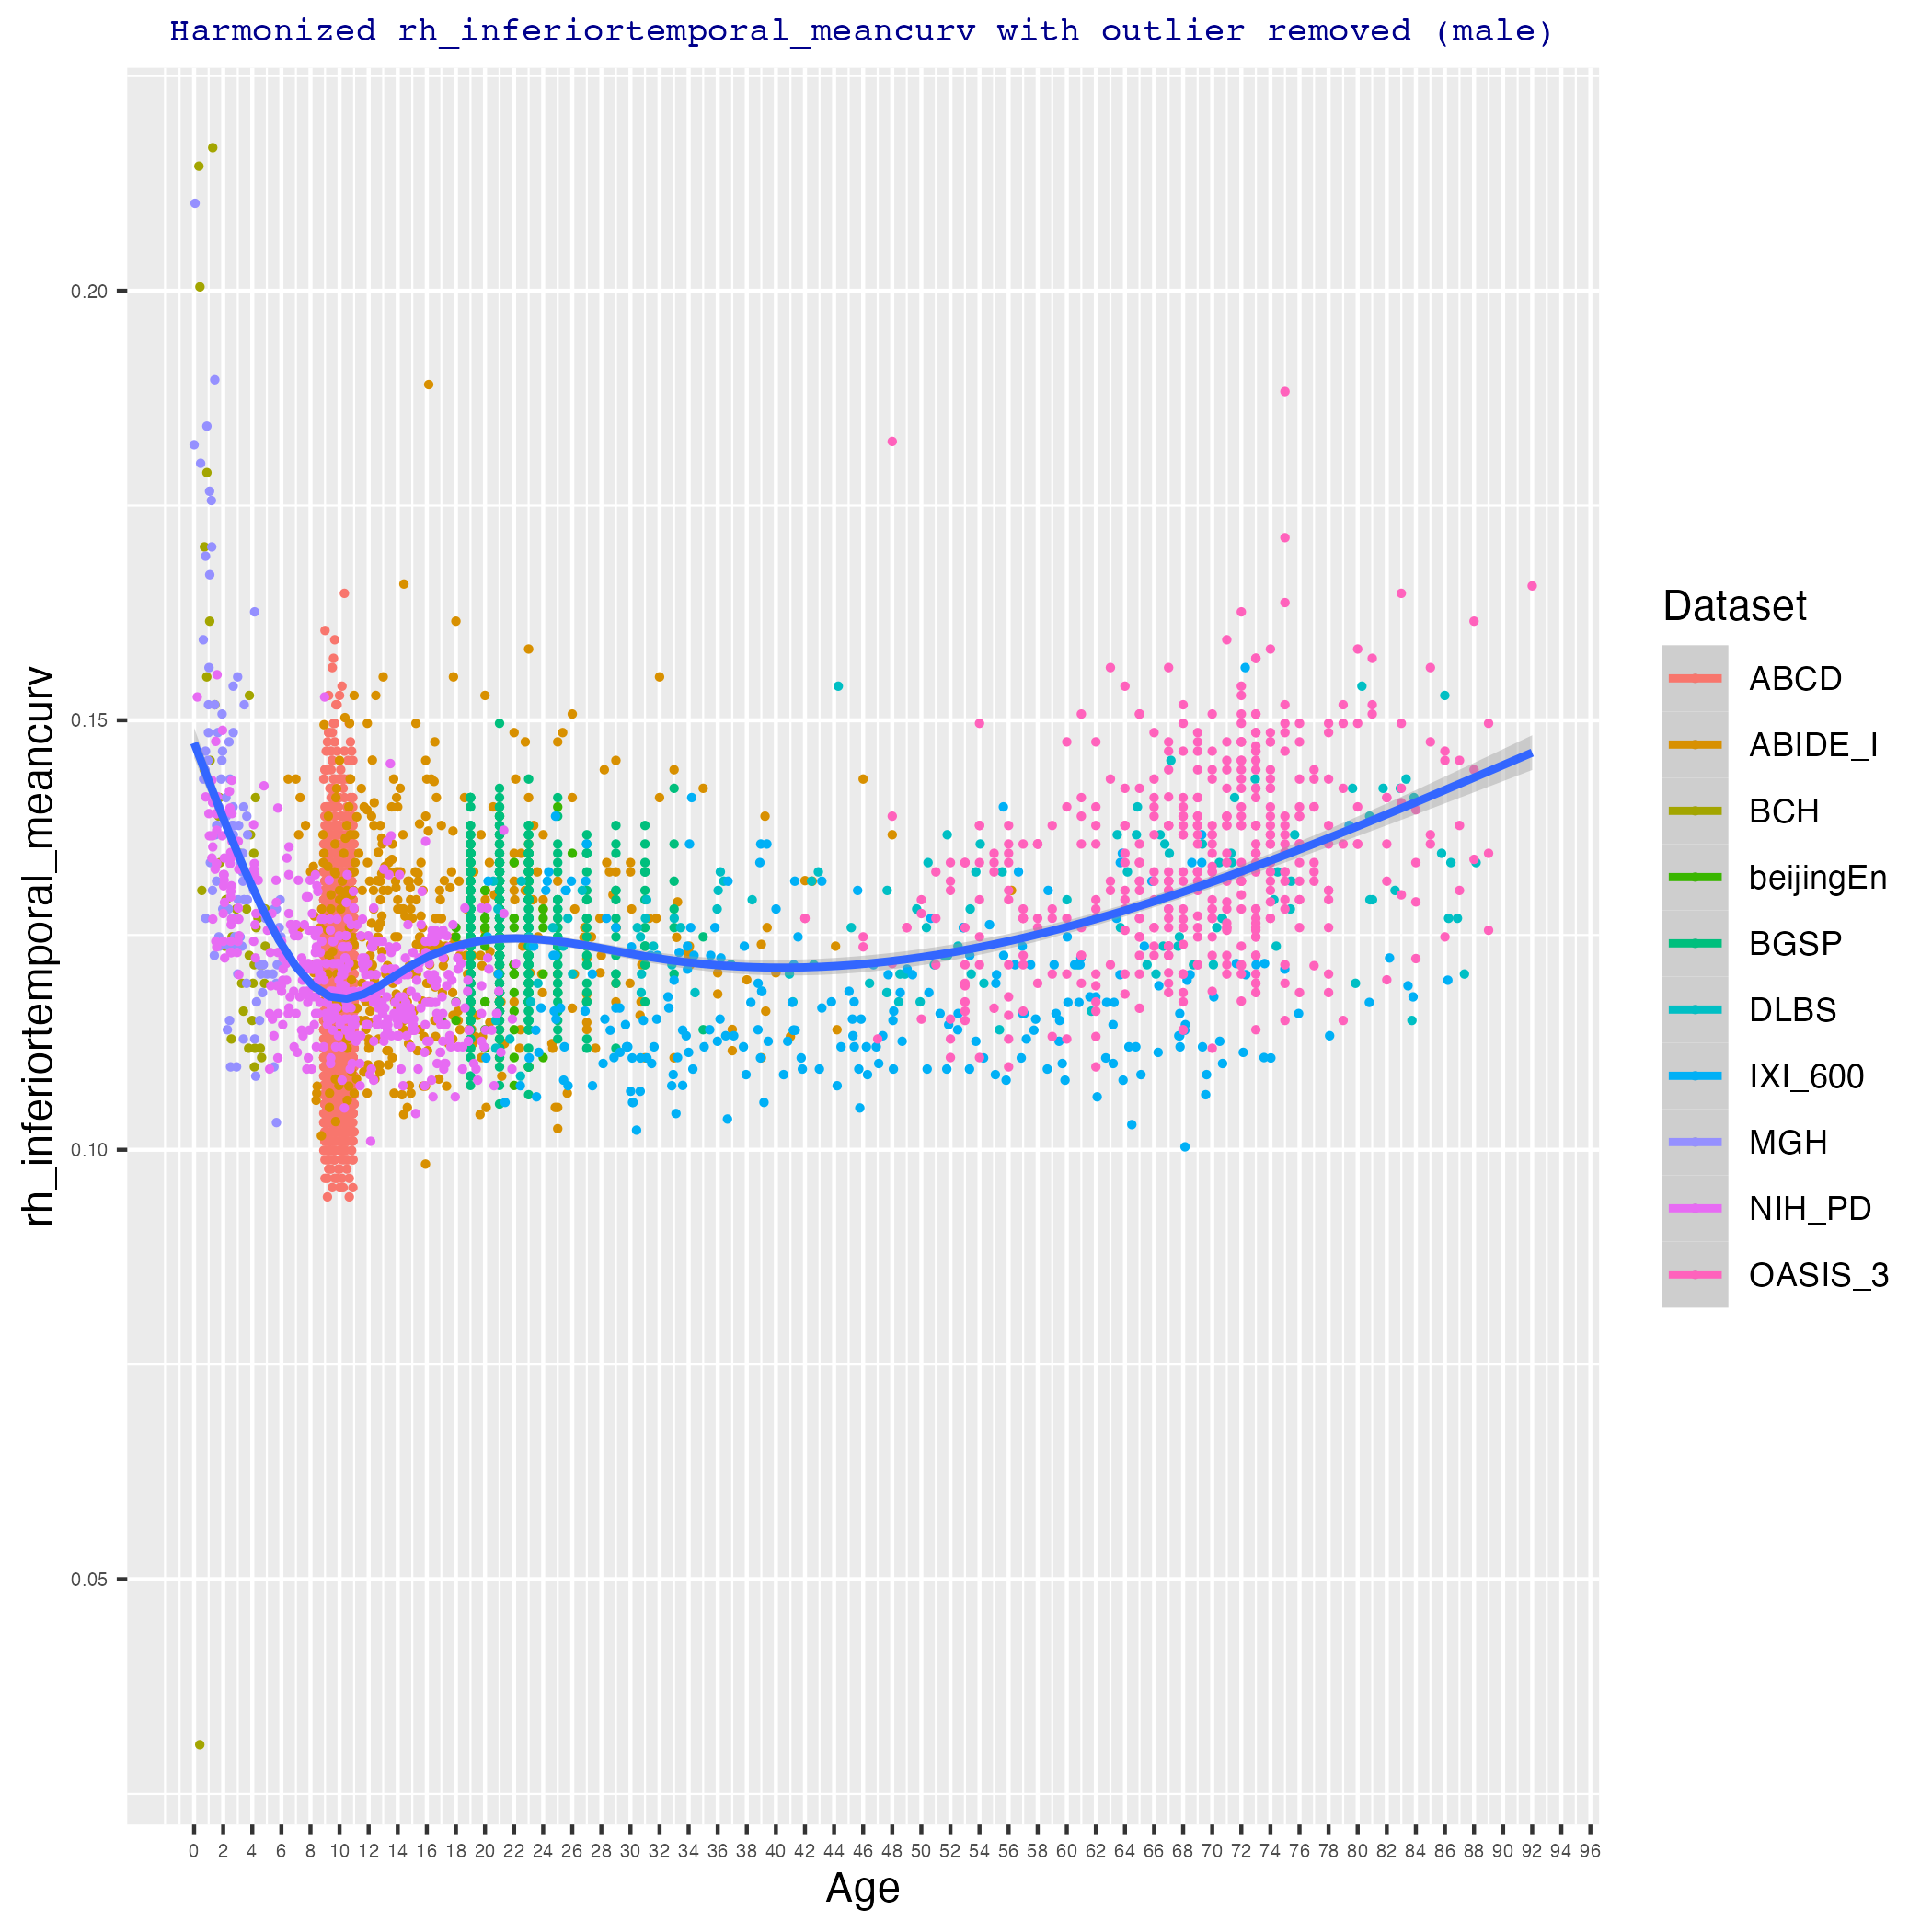 Harmonized rh_inferiortemporal_meancurv with outlier removed (male)
rh_inferiortemporal_meancurv
0.20
0.15
0.10
0.05
0 2 4 6 8 10 12 14 16 18 20 22 24 26 28 30 32 34 36 38 40 42 44 46 48 50 52 54 56 58 60 62 64 66 68 70 72 74 76 78 80 82 84 86 88 90 92 94 96
Age
Dataset
ABCD
ABIDE_I
BCH
beijingEn
BGSP
DLBS
IXI_600
MGH
NIH_PD
OASIS_3